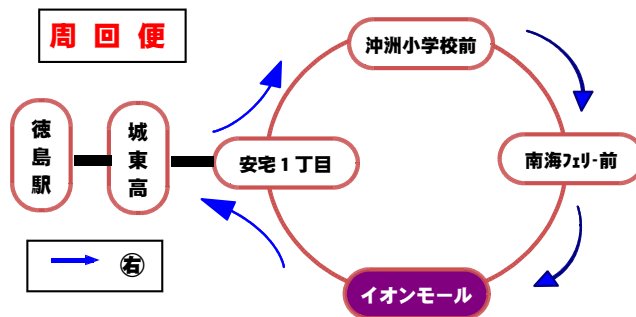 周回便
沖洲小学校前
徳島駅
城東高
安宅1丁目
南海フェリー前
㊨
イオンモール